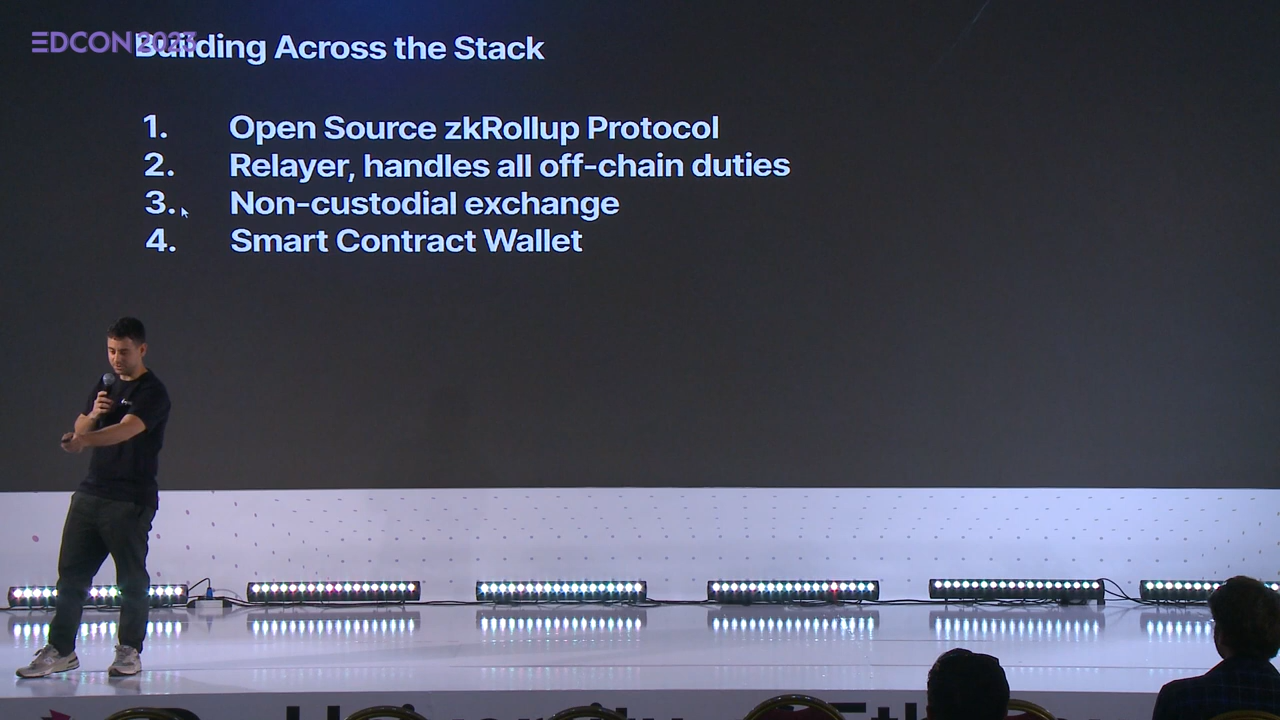 EDCON 2023
Building Across the Stack
1. Open Source zkRollup Protocol
2. Relayer, handles all off-chain duties
3. Non-custodial exchange
4. Smart Contract Wallet